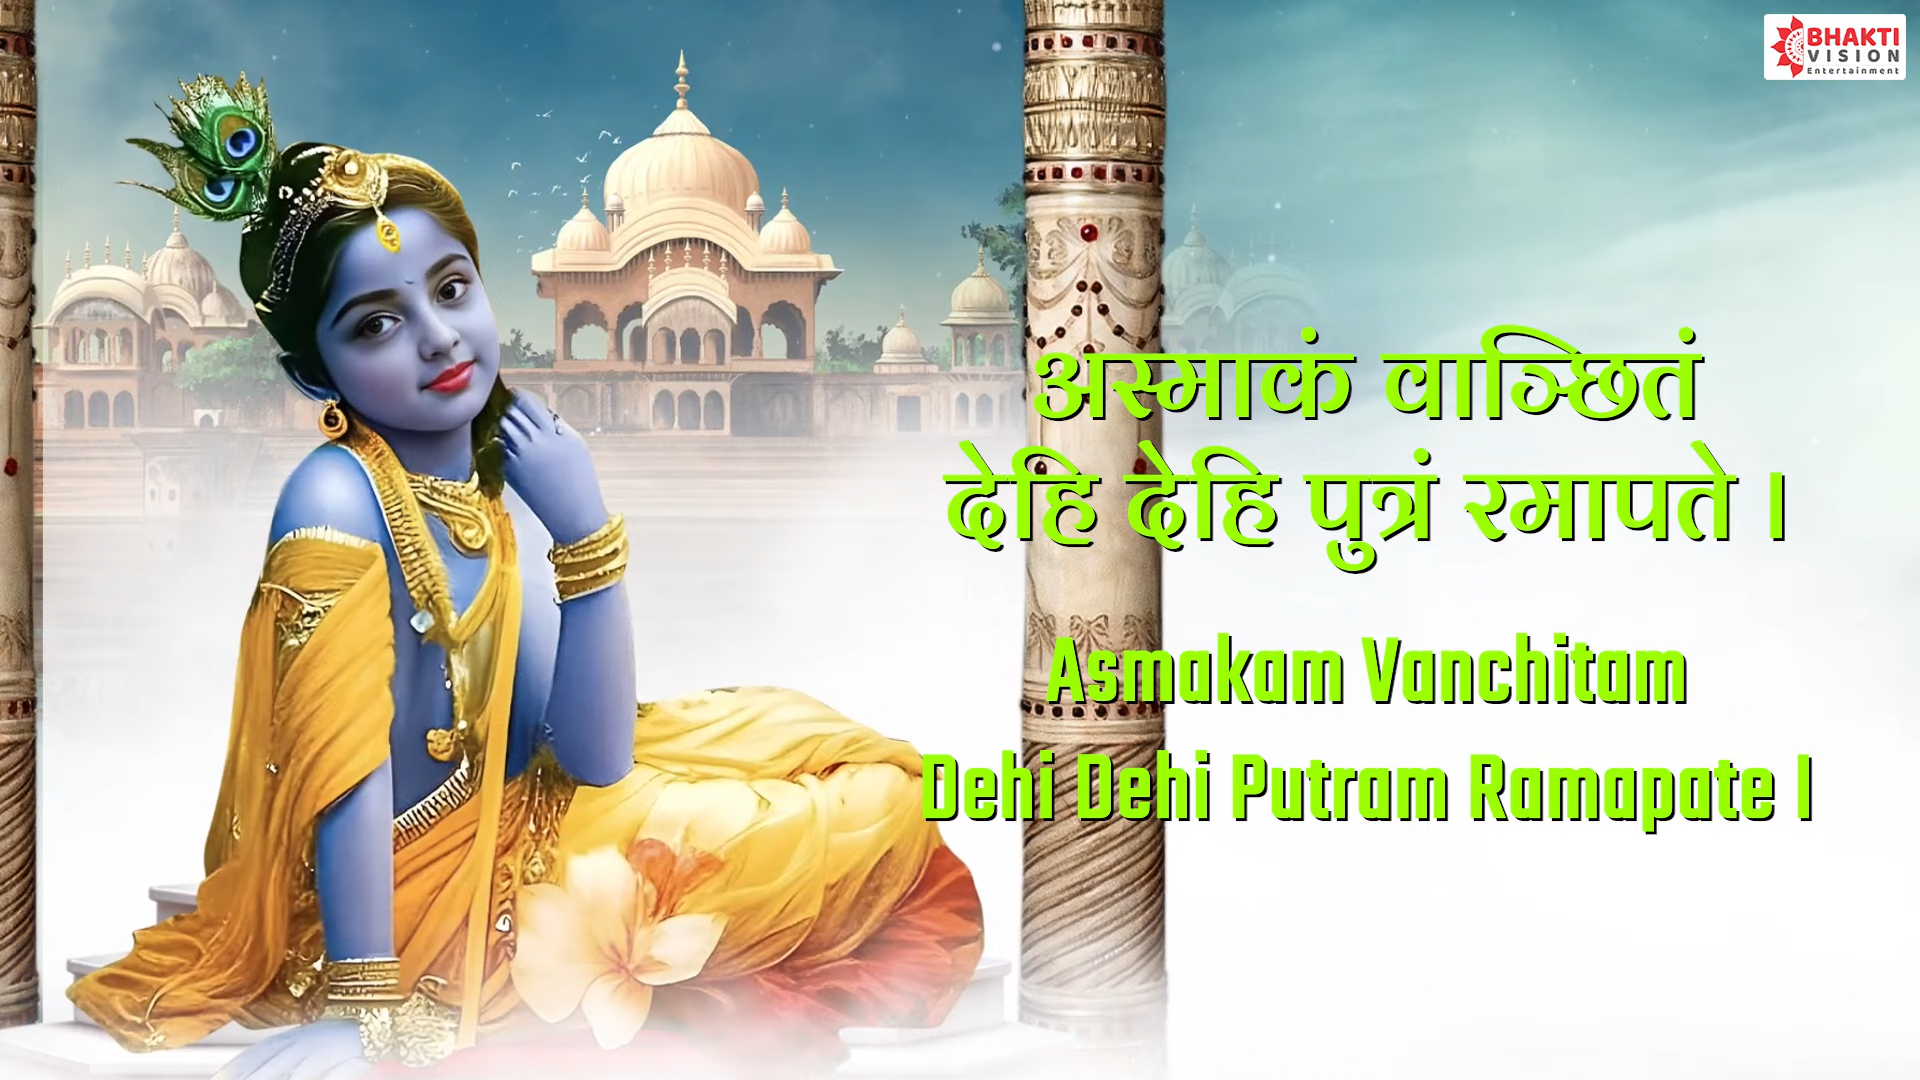 BHAKTI
VISION
Entertainment
अस्माकं वाञ्छितं
देहि देहि पुत्रं रमापते ।
Asmakam Vanchitam
Dehi Dehi Putram Ramapate |